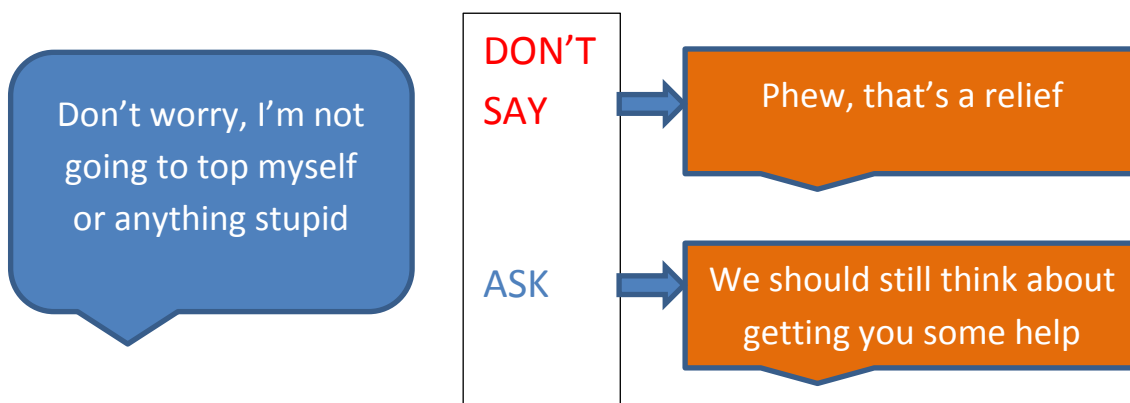 Don’t worry, I’m not
going to top myself
or anything stupid
DON’T
SAY
Phew, that’s a relief
ASK
We should still think about
getting you some help